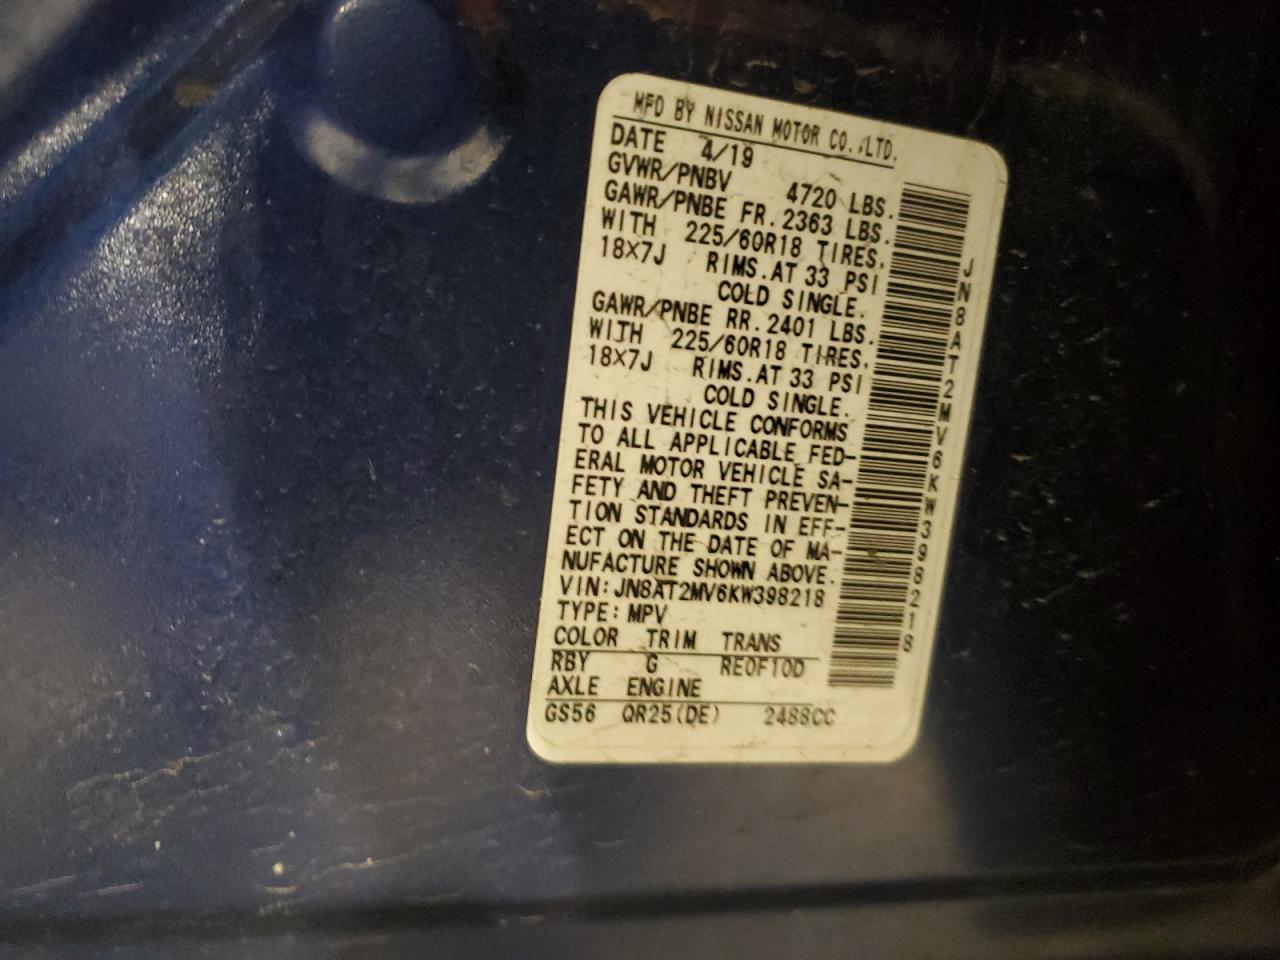 MFD BY NISSAN MOTOR CO.,LTD.
DATE 4/19
GVWR/PNBV 4720 LBS.
GAWR/PNBE FR. 2363 LBS.
WITH 225/60R18 TIRES.
18X7J RIMS. AT 33 PSI
COLD SINGLE.
GAWR/PNBE RR. 2401 LBS.
WITH 225/60R18 TIRES.
18X7J RIMS. AT 33 PSI
COLD SINGLE.
THIS VEHICLE CONFORMS
TO ALL APPLICABLE FED-
ERAL MOTOR VEHICLE SA-
FETY AND THEFT PREVEN-
TION STANDARDS IN EFF-
ECT ON THE DATE OF MA-
NUFACTURE SHOWN ABOVE.
VIN:JN8AT2MV6KW398218
TYPE:MPV
COLOR TRIM TRANS
RBY G RE0F10D
AXLE ENGINE
GS56 QR25(DE) 2488CC
JN8AT2MV6KW398218